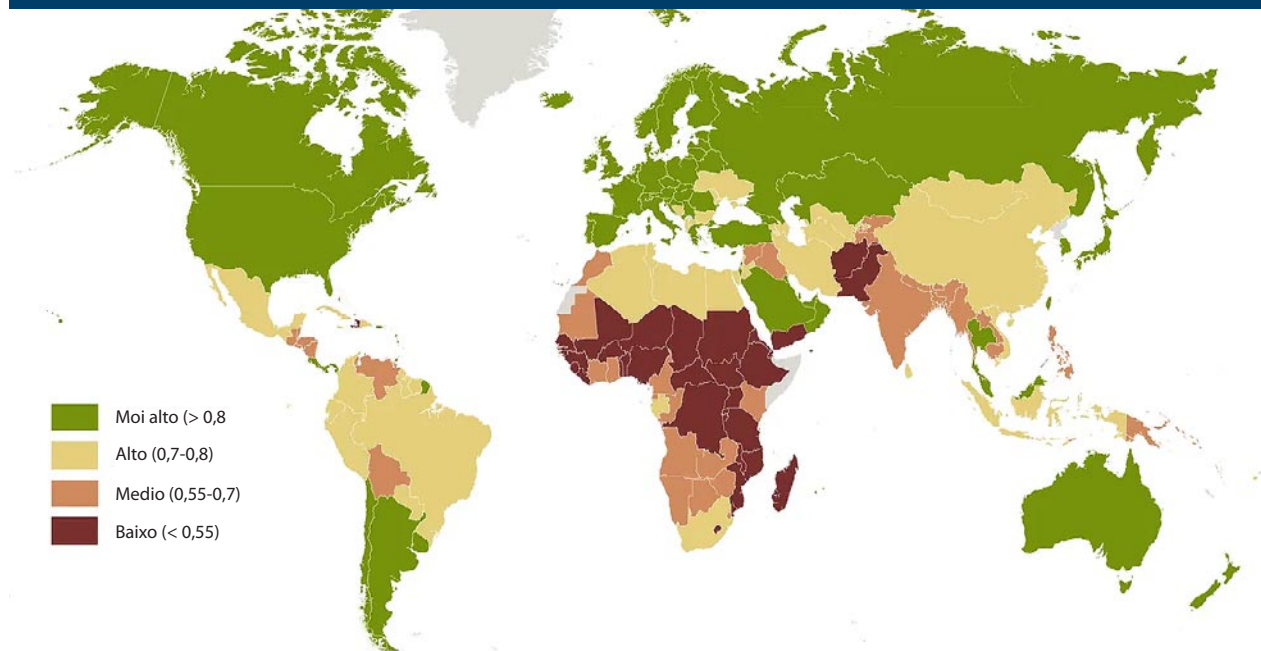 Moi alto (> 0,8
Alto (0,7-0,8)
Medio (0,55-0,7)
Baixo (< 0,55)